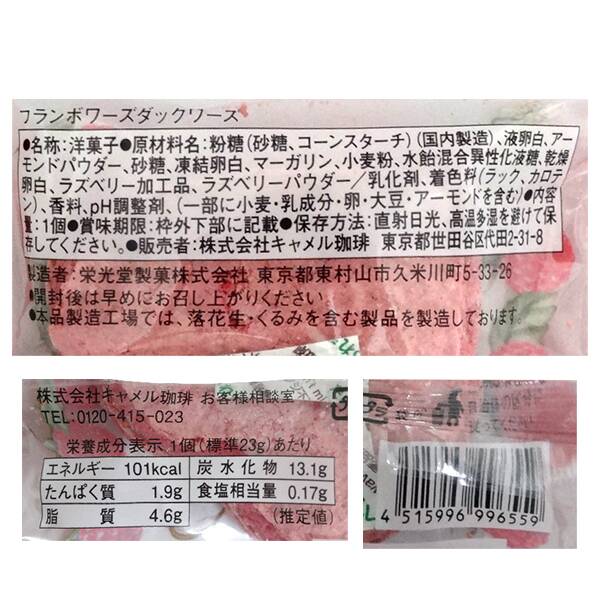 フランボワーズダックワーズ
●名称:洋菓子●原材料名:粉糖(砂糖、コーンスターチ)(国内製造)、液卵白、アー
モンドパウダー、砂糖、凍結卵白、マーガリン、小麦粉、水飴混合異性化液糖、乾燥
卵白、ラズベリー加工品、ラズベリーパウダー/乳化剤、着色料(ラック、カロテ
ン)、香料、pH調整剤、(一部に小麦・乳成分・卵・大豆・アーモンドを含む)●内容
量:1個●賞味期限:枠外下部に記載●保存方法:直射日光、高温多湿を避けて保
存してください。●販売者:株式会社キャメル珈琲 東京都世田谷区代田2-31-8
製造者:栄光堂製菓株式会社 東京都東村山市久米川町5-33-26
●開封後は早めにお召し上がりください
●本品製造工場では、落花生・くるみを含む製品を製造しております。
株式会社キャメル珈琲 お客様相談室
TEL:0120-415-023
栄養成分表示 1個(標準23g)あたり
エネルギー 101kcal 炭水化物 13.1g
たんぱく質 1.9g 食塩相当量 0.17g
脂質 4.6g (推定値)
4 515996 996559